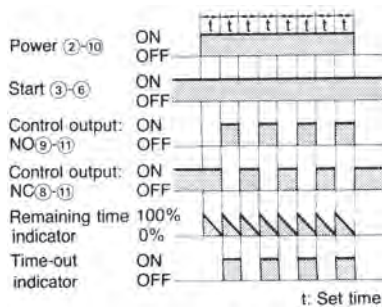 t t t t t t t
Power ②-⑩ ON
OFF
Start ③-⑥ ON
OFF
Control output: ON
NO⑨-⑪ OFF
Control output: ON
NC⑧-⑪ OFF
Remaining time 100%
indicator 0%
Time-out ON
indicator OFF
t: Set time